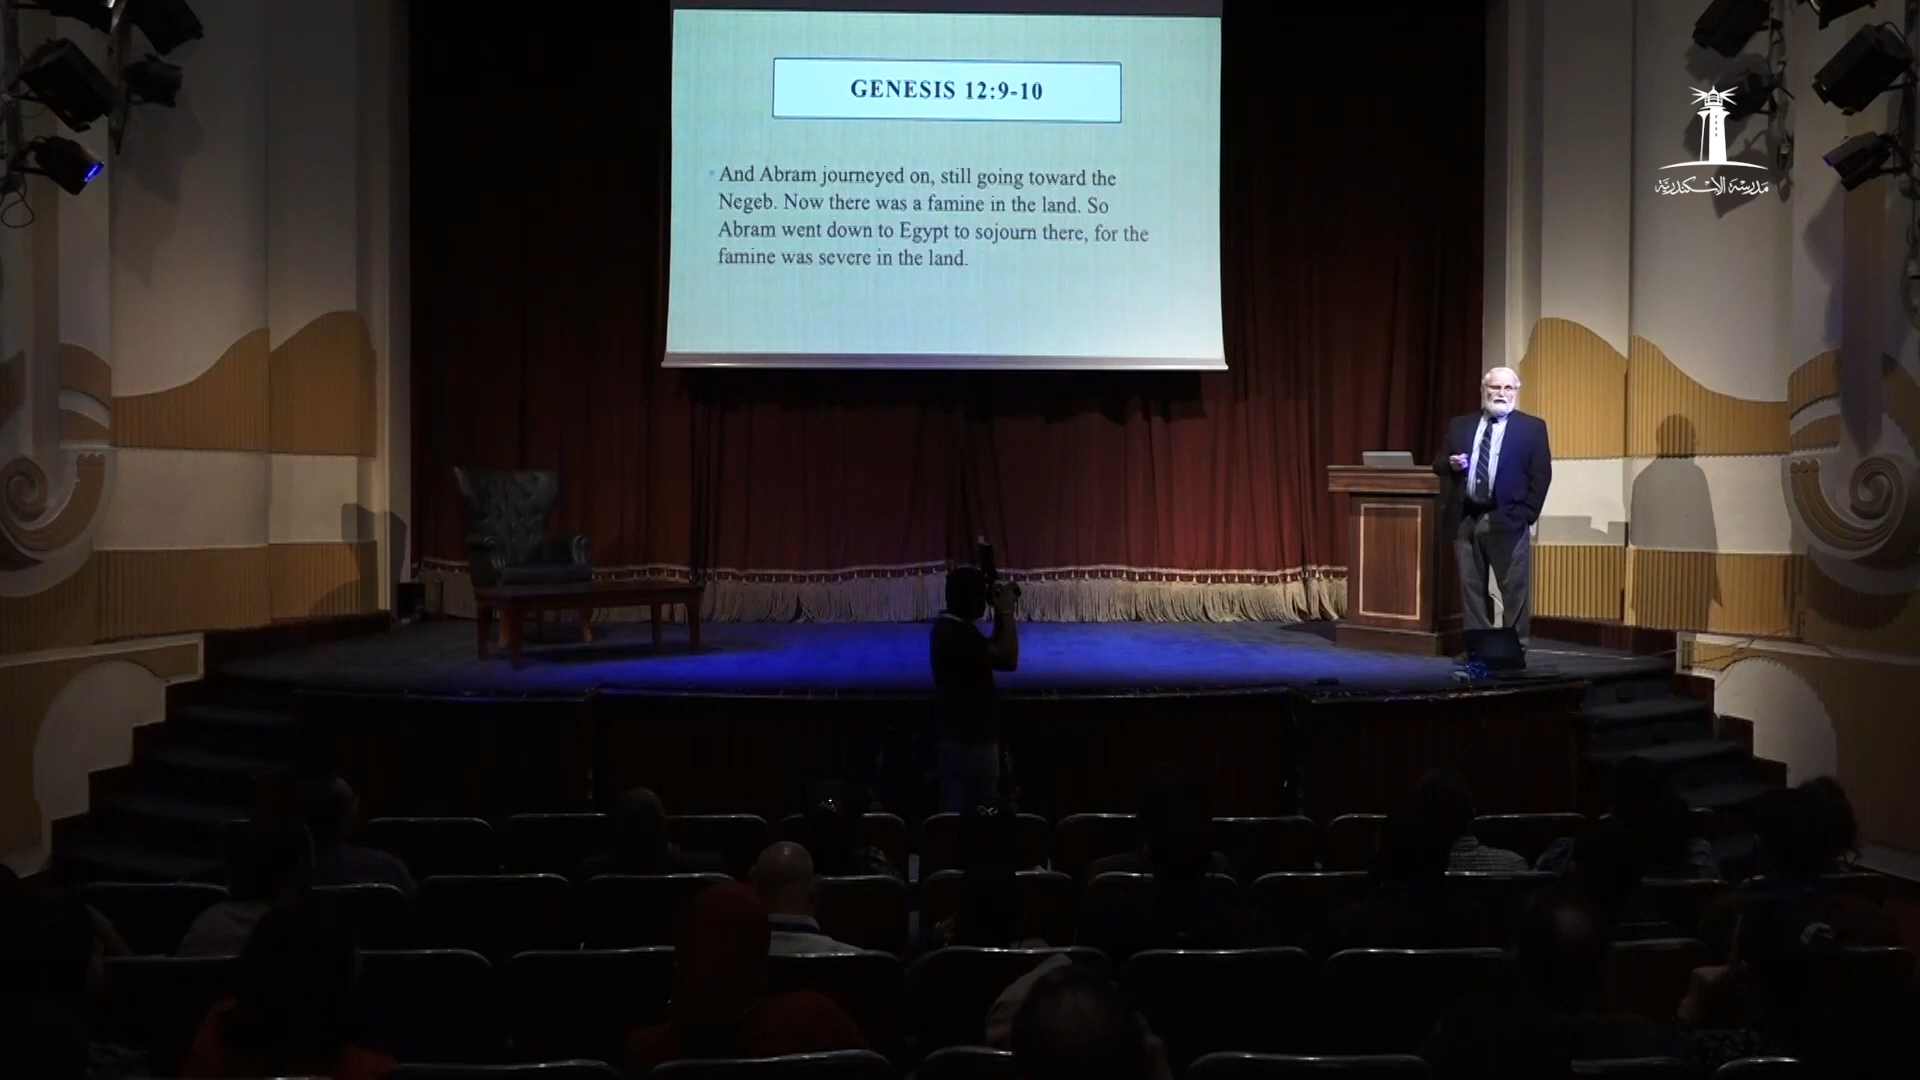 GENESIS 12:9-10
And Abram journeyed on, still going toward the
Negeb. Now there was a famine in the land. So
Abram went down to Egypt to sojourn there, for the
famine was severe in the land.
مدرسة الإسكندرية